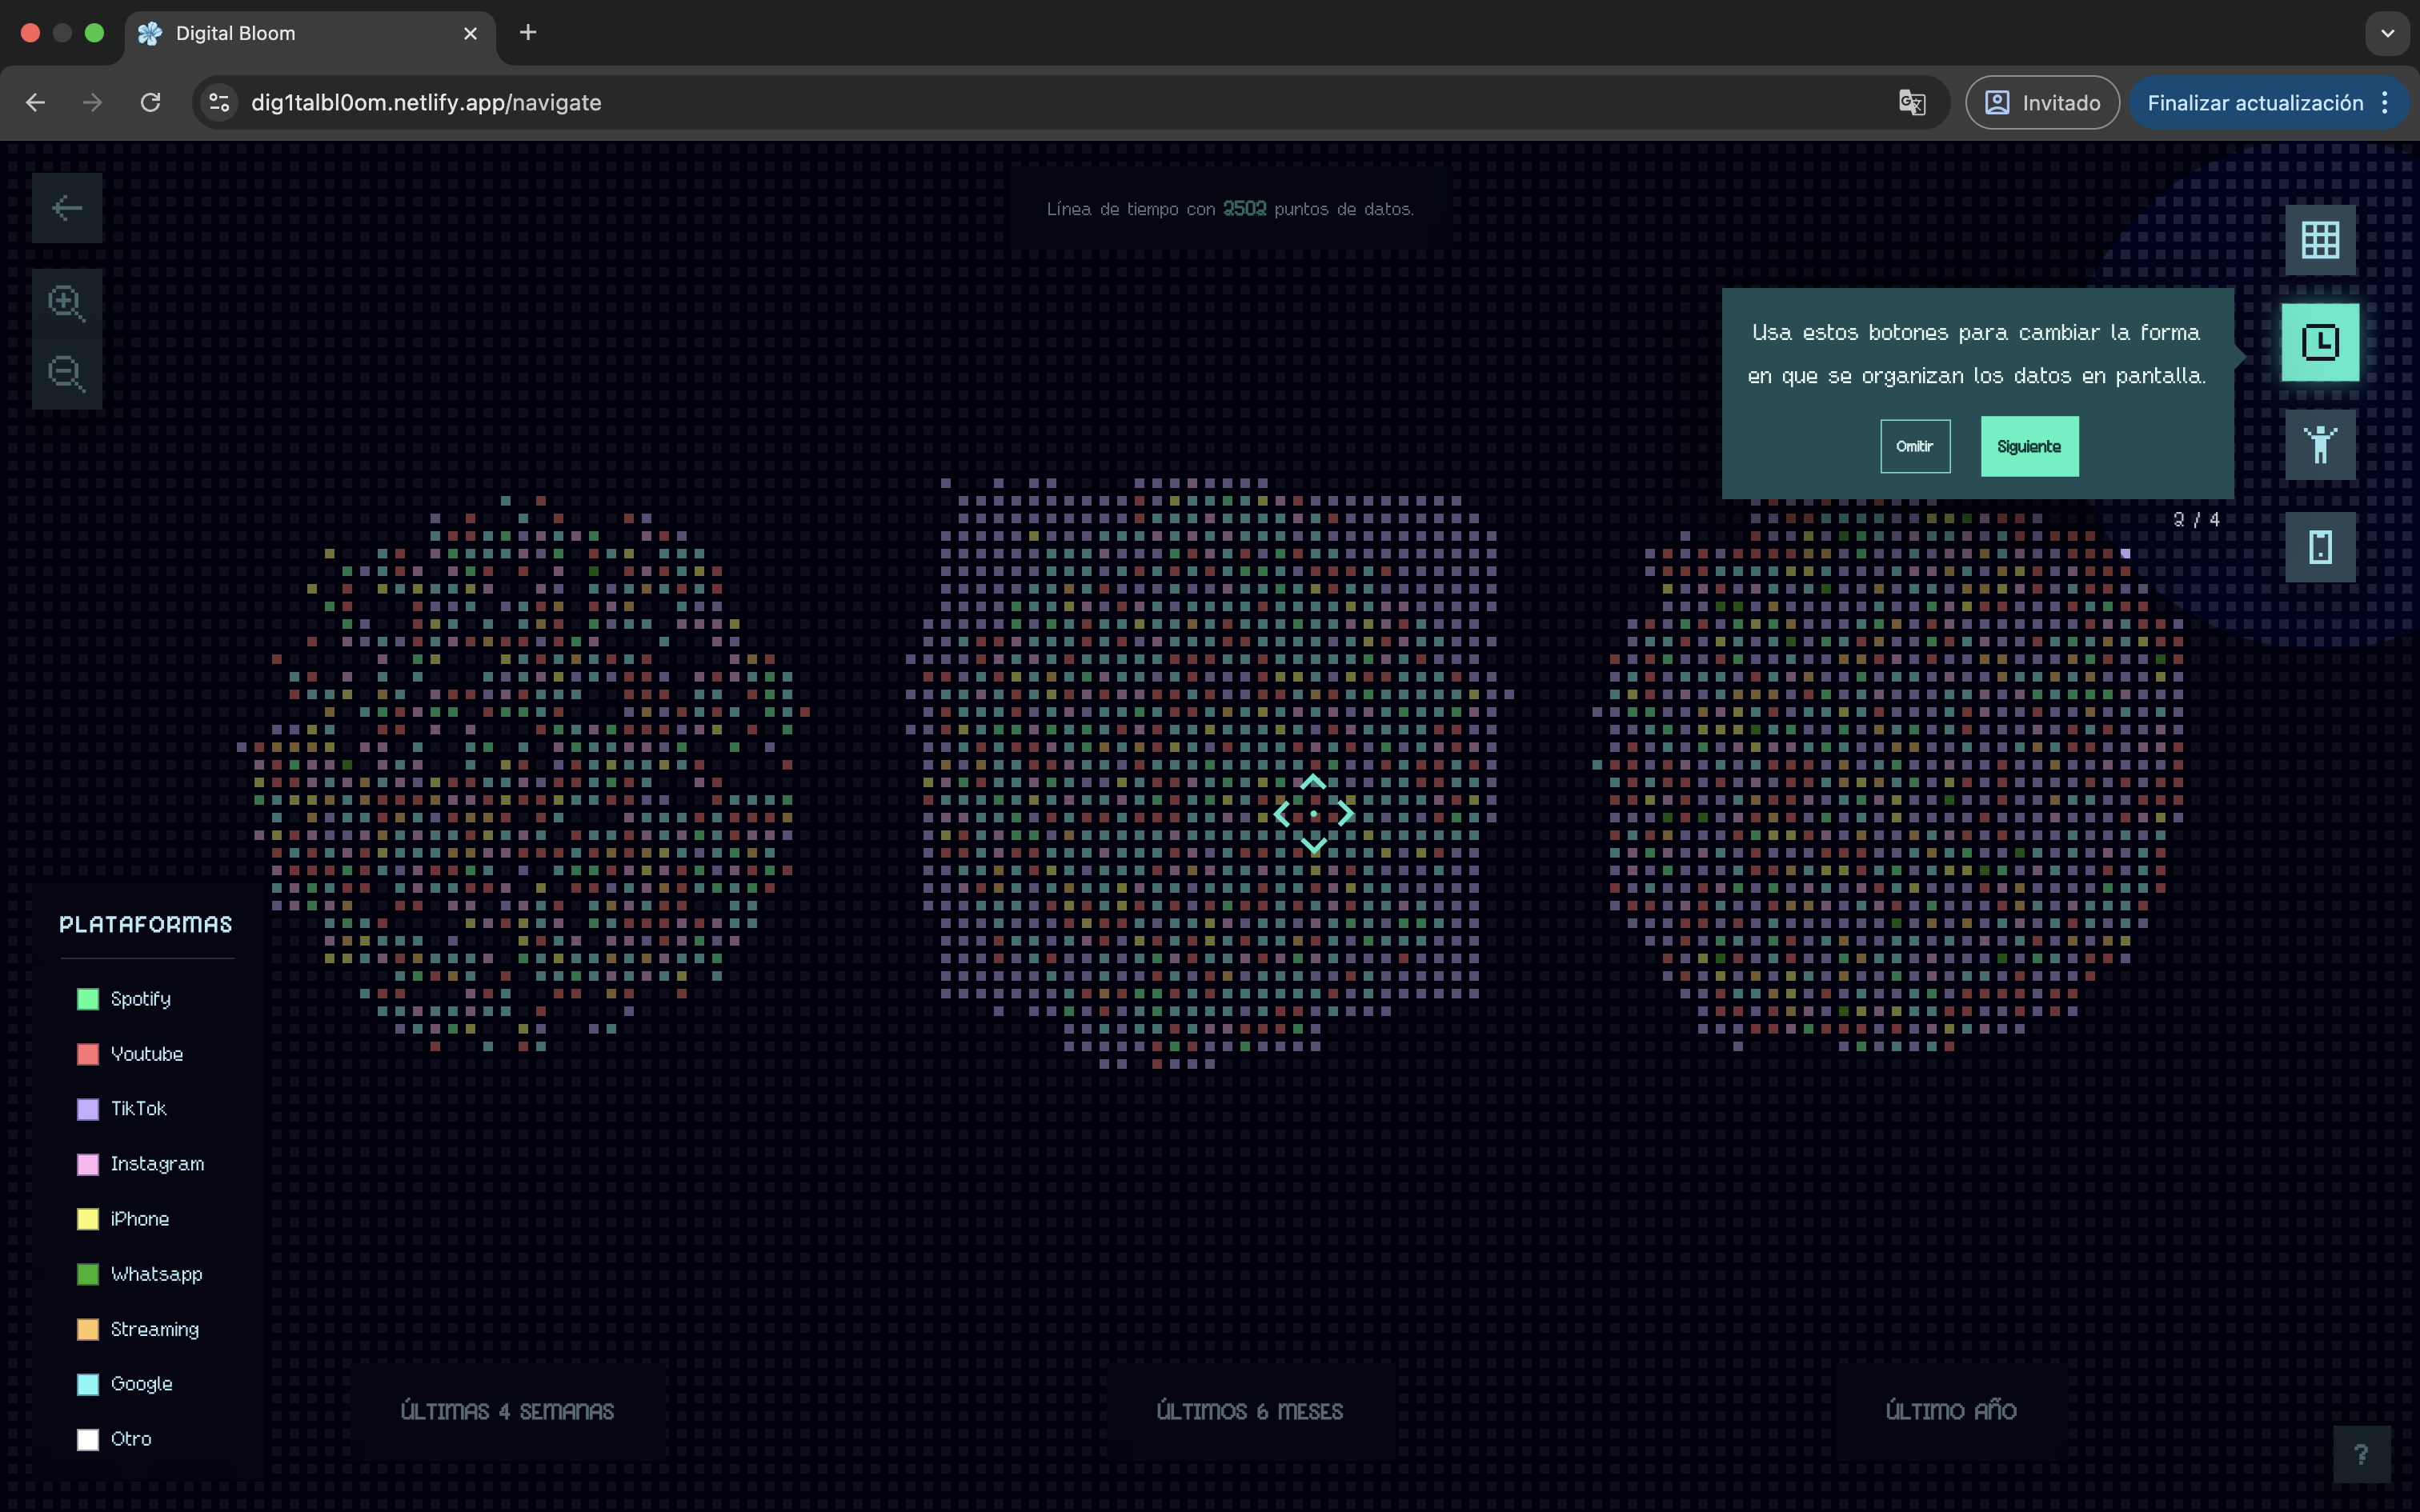 Digital Bloom
dig1talbl0om.netlify.app/navigate
Invitado
Finalizar actualización
Línea de tiempo con 2502 puntos de datos.
Usa estos botones para cambiar la forma
en que se organizan los datos en pantalla.
Omitir
Siguiente
2 / 4
PLATAFORMAS
Spotify
Youtube
TikTok
Instagram
iPhone
Whatsapp
Streaming
Google
Otro
ÚLTIMAS 4 SEMANAS
ÚLTIMOS 6 MESES
ÚLTIMO AÑO
?